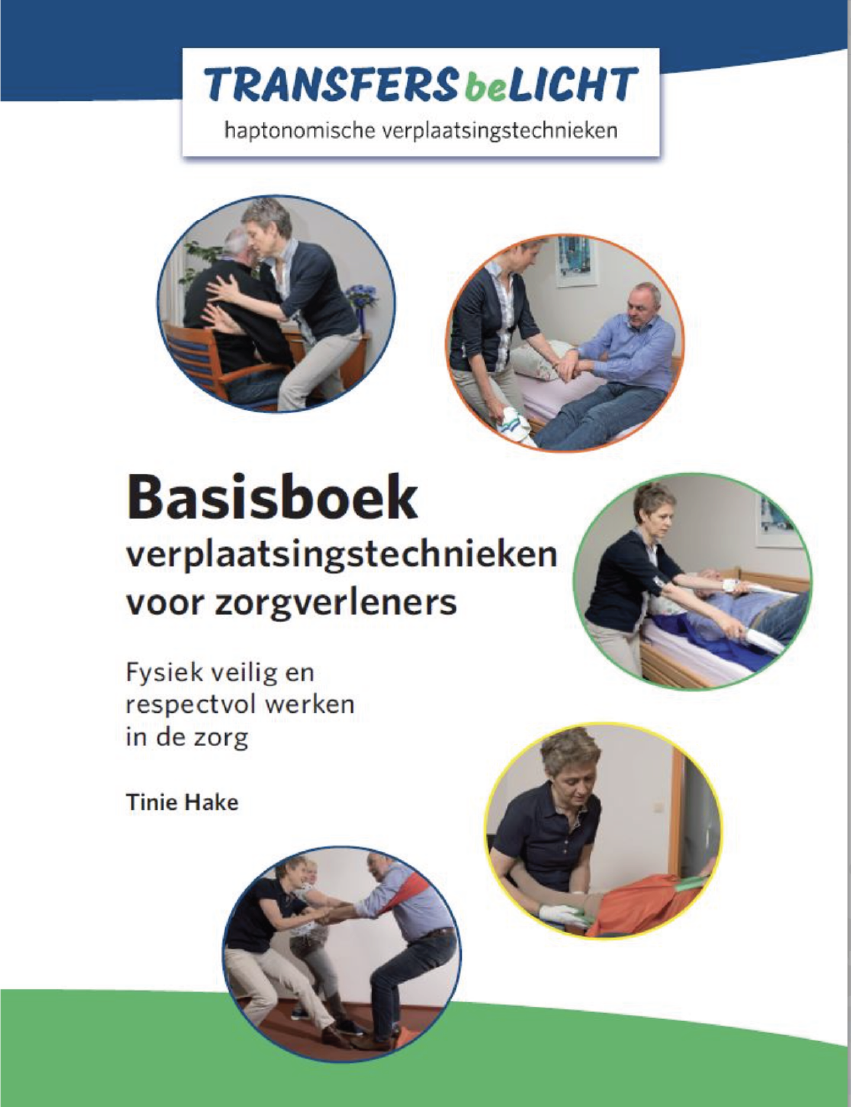 TRANSFERS beLICHT
haptonomische verplaatsingstechnieken
Basisboek
verplaatsingstechnieken
voor zorgverleners
Fysiek veilig en
respectvol werken
in de zorg
Tinie Hake